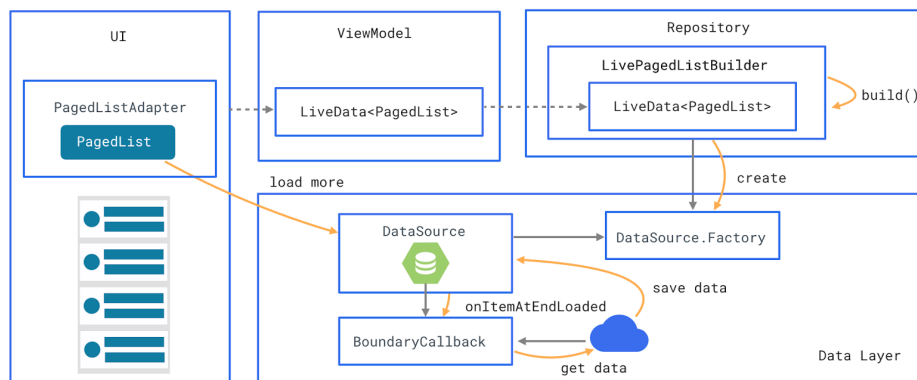 UI
PagedListAdapter
PagedList
ViewModel
LiveData<PagedList>
Repository
LivePagedListBuilder
LiveData<PagedList>
build()
create
load more
DataSource
DataSource.Factory
save data
onItemAtEndLoaded
BoundaryCallback
get data
Data Layer